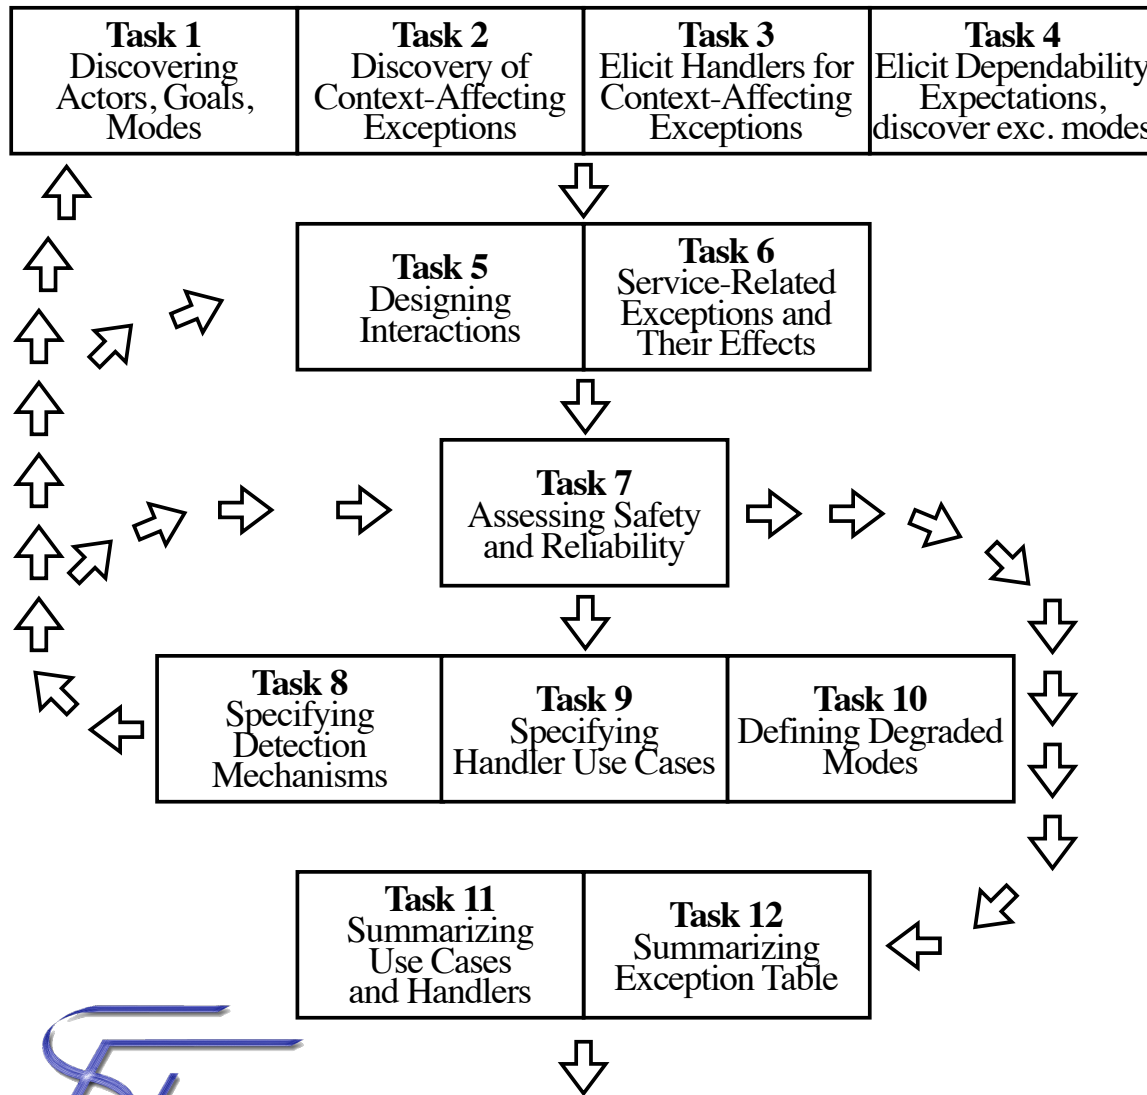 Task 1
Discovering
Actors, Goals,
Modes
Task 2
Discovery of
Context-Affecting
Exceptions
Task 3
Elicit Handlers for
Context-Affecting
Exceptions
Task 4
Elicit Dependability
Expectations,
discover exc. modes
Task 5
Designing
Interactions
Task 6
Service-Related
Exceptions and
Their Effects
Task 7
Assessing Safety
and Reliability
Task 8
Specifying
Detection
Mechanisms
Task 9
Specifying
Handler Use Cases
Task 10
Defining Degraded
Modes
Task 11
Summarizing
Use Cases
and Handlers
Task 12
Summarizing
Exception Table